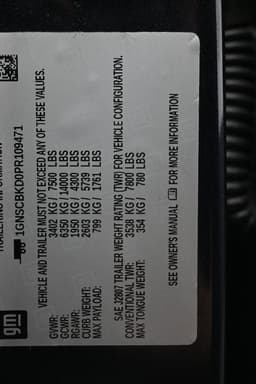 TRAILERING INFORMATION
1GNSCBKD0PR109471
gm
VEHICLE AND TRAILER MUST NOT EXCEED ANY OF THESE VALUES.
GVWR: 3402 KG / 7500 LBS
GCWR: 6350 KG / 14000 LBS
RGAWR: 1950 KG / 4300 LBS
CURB WEIGHT: 2603 KG / 5739 LBS
MAX PAYLOAD: 799 KG / 1761 LBS
SAE J2807 TRAILER WEIGHT RATING (TWR) FOR VEHICLE CONFIGURATION.
CONVENTIONAL TWR: 3538 KG / 7800 LBS
MAX TONGUE WEIGHT: 354 KG / 780 LBS
SEE OWNER'S MANUAL FOR MORE INFORMATION